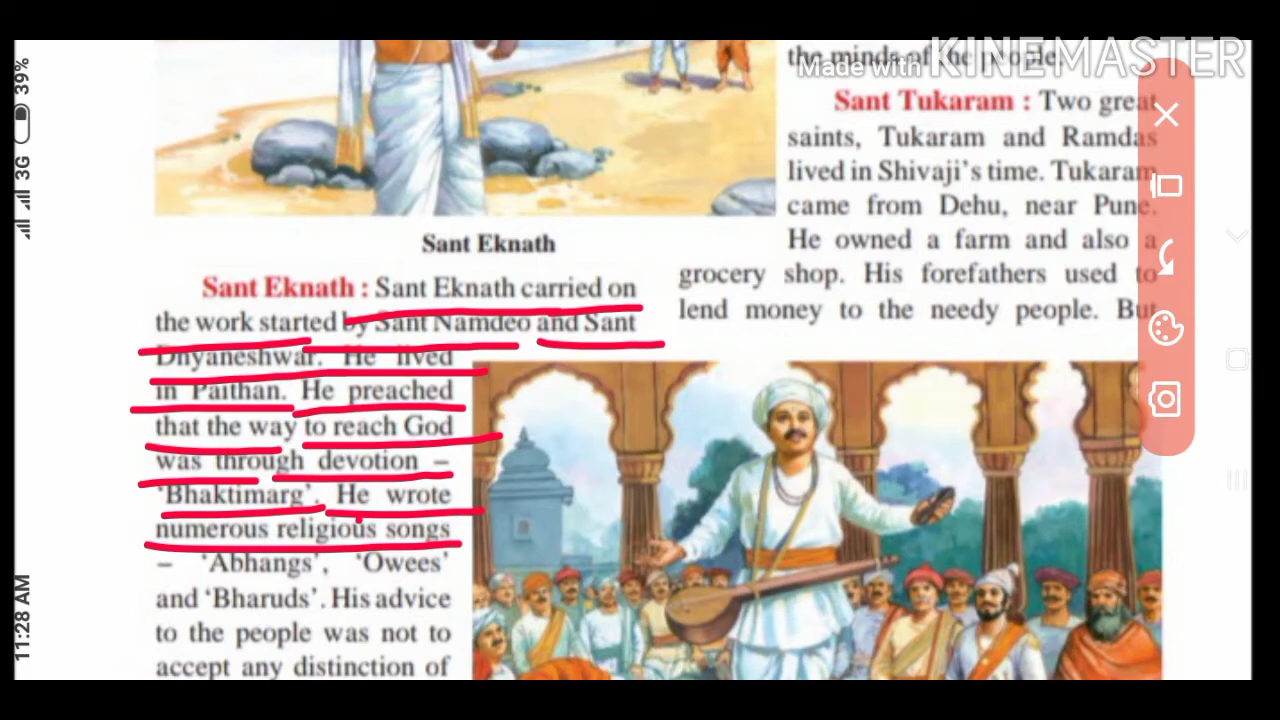 Made with KINEMASTER
39%
3G
11:28 AM
Sant Eknath
Sant Eknath : Sant Eknath carried on
the work started by Sant Namdeo and Sant
Dnyaneshwar. He lived
in Paithan. He preached
that the way to reach God
was through devotion –
‘Bhaktimarg’. He wrote
numerous religious songs
– ‘Abhangs’, ‘Owees’
and ‘Bharuds’. His advice
to the people was not to
accept any distinction of
the minds of the people.
Sant Tukaram : Two great
saints, Tukaram and Ramdas
lived in Shivaji’s time. Tukaram
came from Dehu, near Pune.
He owned a farm and also a
grocery shop. His forefathers used to
lend money to the needy people. But